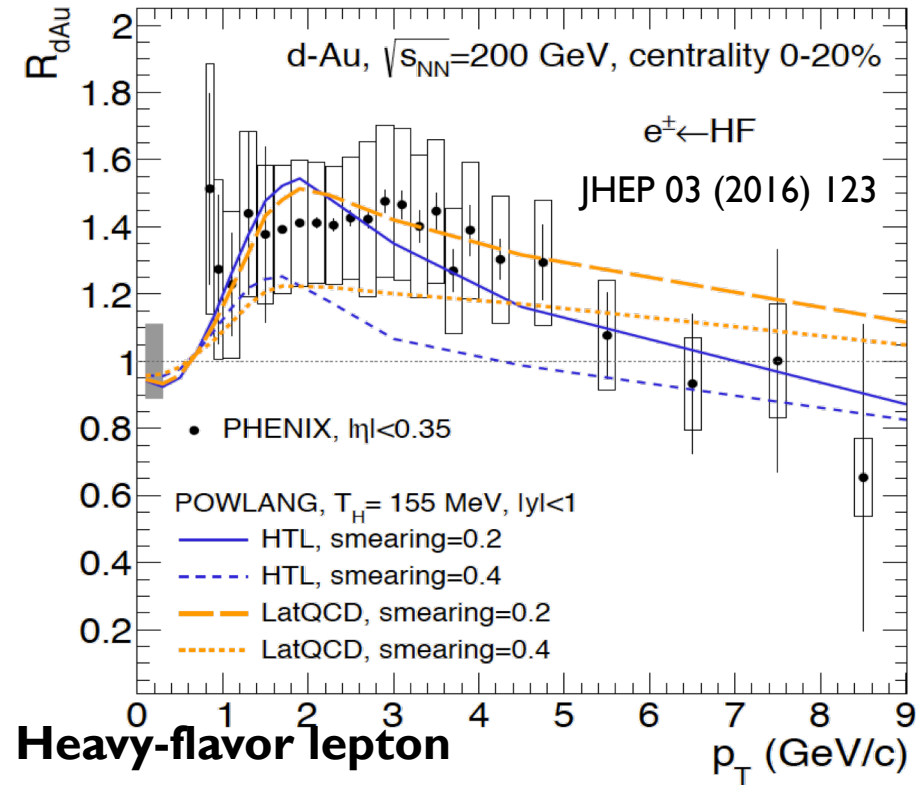 R_dAu
d-Au, √s_NN=200 GeV, centrality 0-20%
e±←HF
JHEP 03 (2016) 123
2
1.8
1.6
1.4
1.2
1
0.8
0.6
0.4
0.2
PHENIX, |η|<0.35
POWLANG, T_H= 155 MeV, |y|<1
HTL, smearing=0.2
HTL, smearing=0.4
LatQCD, smearing=0.2
LatQCD, smearing=0.4
0 1 2 3 4 5 6 7 8 9
Heavy-flavor lepton
p_T (GeV/c)